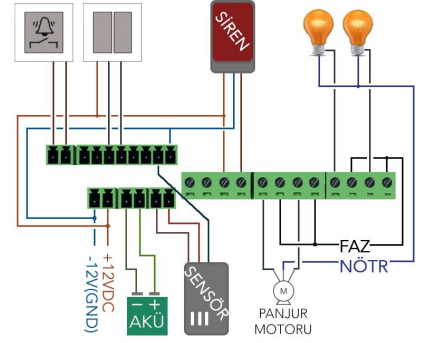 SİREN
FAZ
NÖTR
+12VDC
-12V(GND)
- +
AKÜ
SENSÖR
M
PANJUR
MOTORU